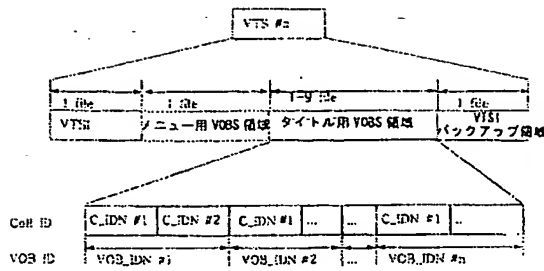 VTS #n
1 file 1 file 1-9 file 1 file
VTSI メニュー用 VOBS 領域 タイトル用 VOBS 領域 VTSI バックアップ領域
Cell ID C_IDN #1 C_IDN #2 C_IDN #1 ... ... C_IDN #1 ..
VOB ID VOB_IDN #1 VOB_IDN #2 ... VOB_IDN #n